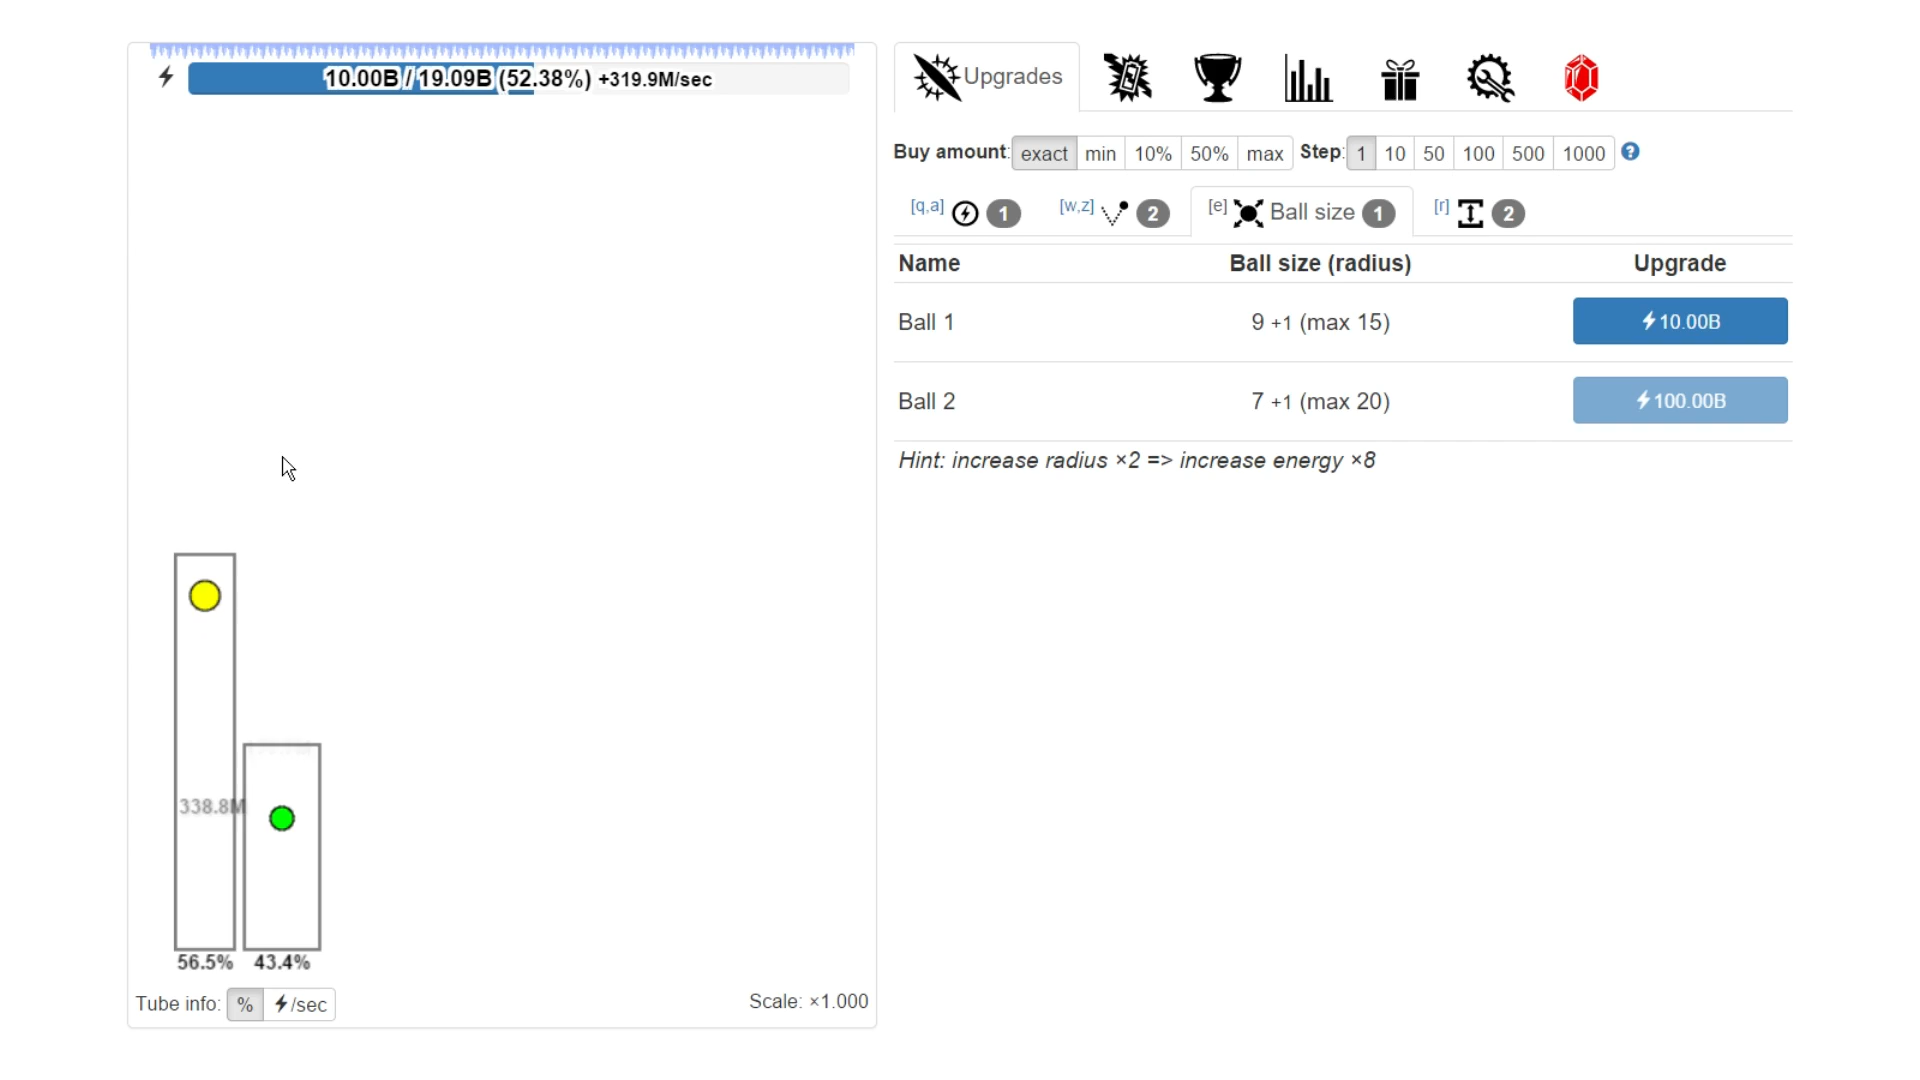 10.00B / 19.09B (52.38%) +319.9M/sec
Upgrades
Buy amount: exact min 10% 50% max Step: 1 10 50 100 500 1000 ?
[q,a] 1 [w,z] 2 [e] Ball size 1 [r] 2
Name Ball size (radius) Upgrade
Ball 1 9 +1 (max 15) 10.00B
Ball 2 7 +1 (max 20) 100.00B
Hint: increase radius ×2 => increase energy ×8
338.8M
56.5% 43.4%
Tube info: % /sec
Scale: ×1.000